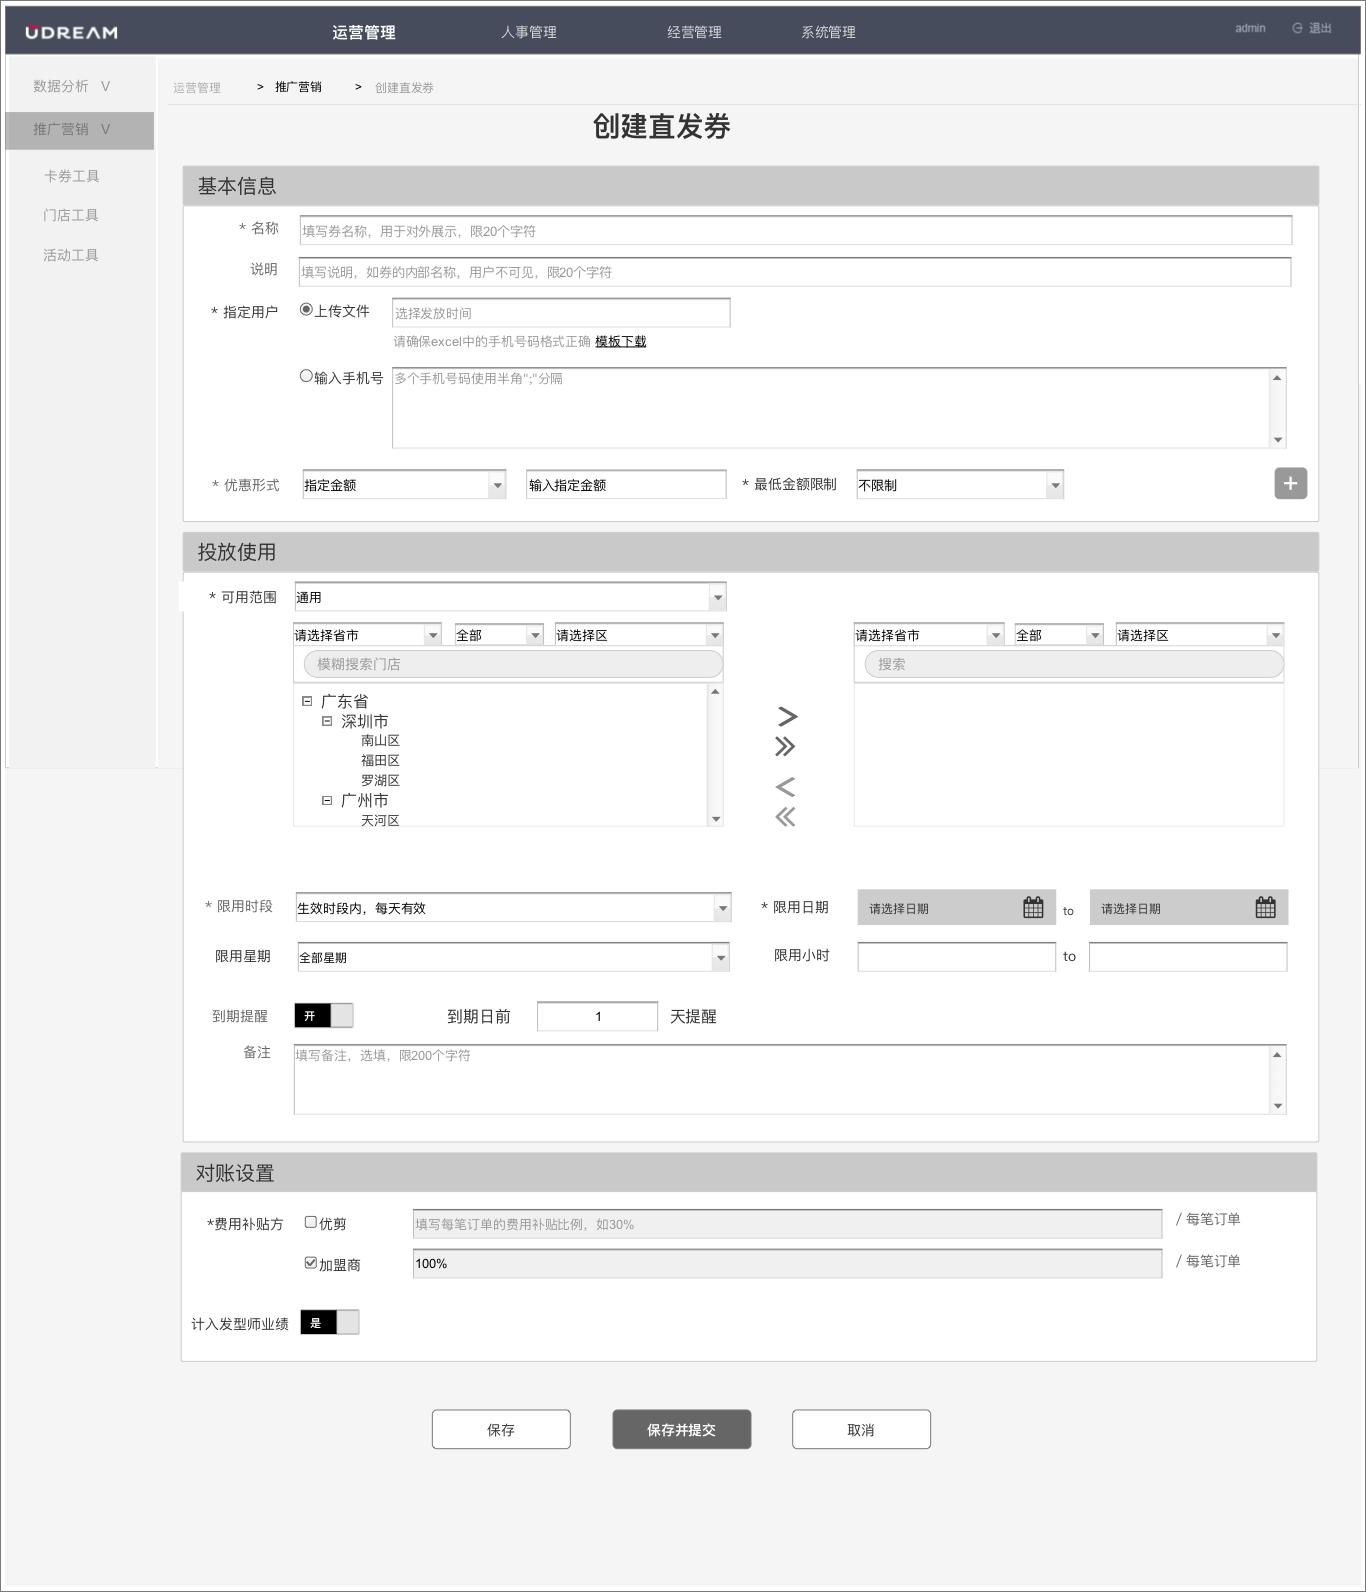 UDREAM 运营管理 人事管理 经营管理 系统管理 admin 退出
数据分析 V
推广营销 V
卡券工具
门店工具
活动工具
运营管理 > 推广营销 > 创建直发券
创建直发券
基本信息
* 名称 填写券名称，用于对外展示，限20个字符
说明 填写说明，如券的内部名称，用户不可见，限20个字符
* 指定用户 上传文件 选择发放时间
请确保excel中的手机号码格式正确 模板下载
输入手机号 多个手机号码使用半角";"分隔
* 优惠形式 指定金额 输入指定金额 * 最低金额限制 不限制 +
投放使用
* 可用范围 通用
请选择省市 全部 请选择区 请选择省市 全部 请选择区
模糊搜索门店 搜索
广东省
深圳市
南山区
福田区
罗湖区
广州市
天河区
* 限用时段 生效时段内，每天有效 * 限用日期 请选择日期 to 请选择日期
限用星期 全部星期 限用小时 to
到期提醒 开 到期日前 1 天提醒
备注 填写备注，选填，限200个字符
对账设置
*费用补贴方 优剪 填写每笔订单的费用补贴比例，如30% / 每笔订单
加盟商 100% / 每笔订单
计入发型师业绩 是
保存 保存并提交 取消